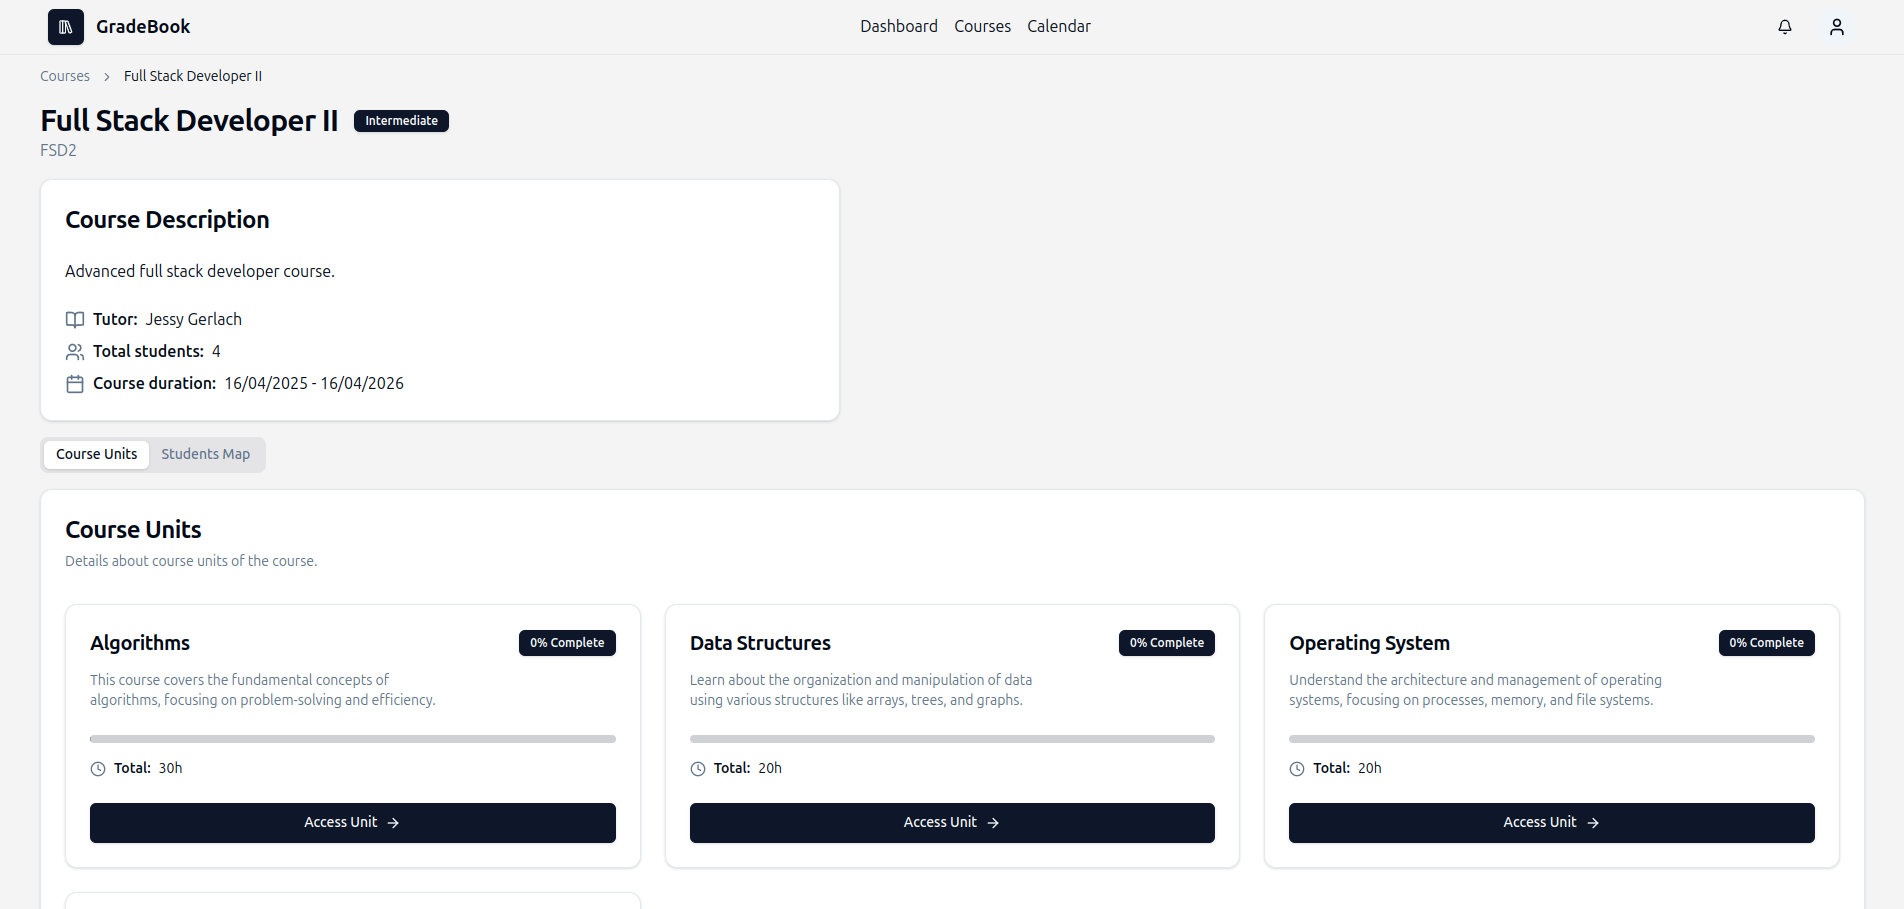 GradeBook
Dashboard Courses Calendar
Courses > Full Stack Developer II
Full Stack Developer II Intermediate
FSD2
Course Description
Advanced full stack developer course.
Tutor: Jessy Gerlach
Total students: 4
Course duration: 16/04/2025 - 16/04/2026
Course Units Students Map
Course Units
Details about course units of the course.
Algorithms 0% Complete
This course covers the fundamental concepts of
algorithms, focusing on problem-solving and efficiency.
Total: 30h
Access Unit →
Data Structures 0% Complete
Learn about the organization and manipulation of data
using various structures like arrays, trees, and graphs.
Total: 20h
Access Unit →
Operating System 0% Complete
Understand the architecture and management of operating
systems, focusing on processes, memory, and file systems.
Total: 20h
Access Unit →